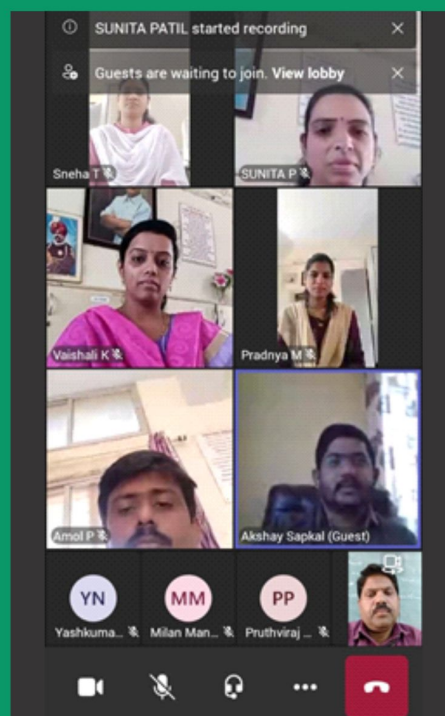 SUNITA PATIL started recording
Guests are waiting to join. View lobby
Sneha T
SUNITA P
Vaishali K
Pradnya M
Amol P
Akshay Sapkal (Guest)
YN
MM
PP
Yashkuma...
Milan Man...
Pruthviraj ...